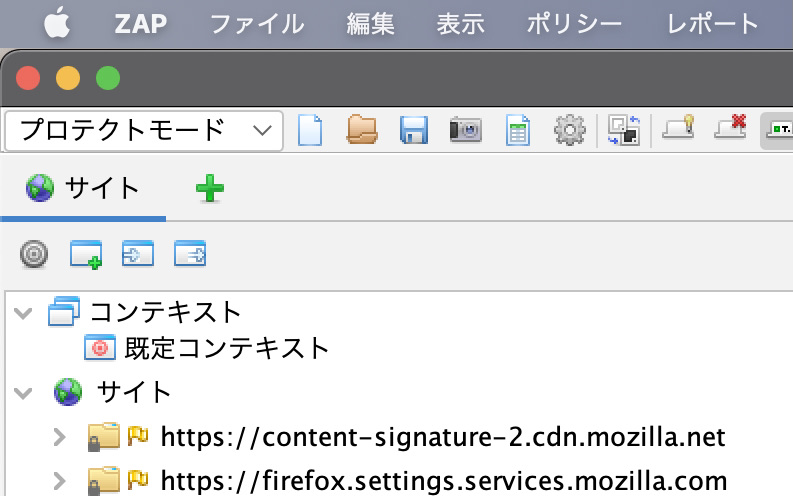 ZAP ファイル 編集 表示 ポリシー レポート
プロテクトモード
サイト
コンテキスト
既定コンテキスト
サイト
https://content-signature-2.cdn.mozilla.net
https://firefox.settings.services.mozilla.com